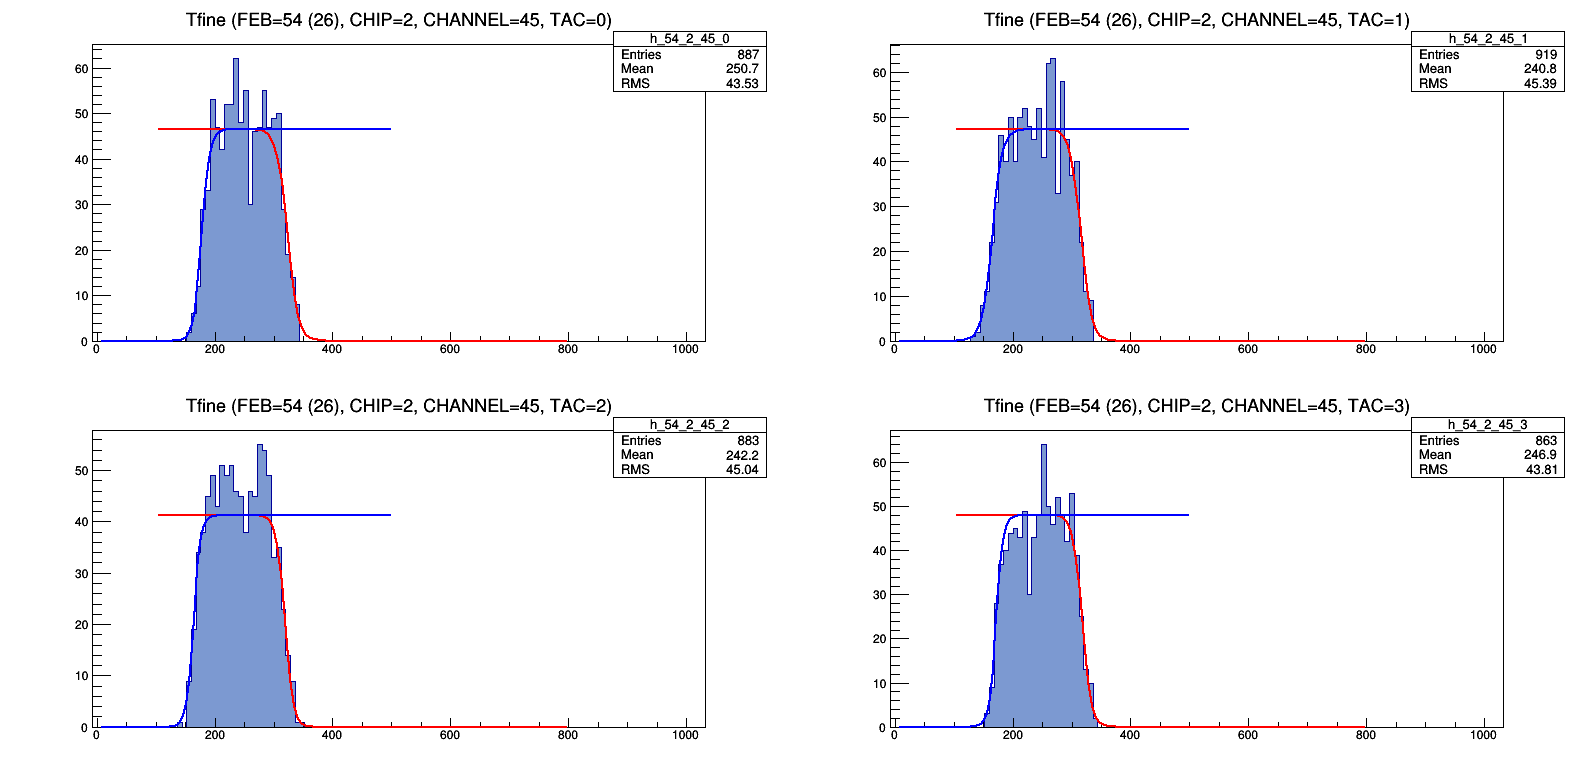 Tfine (FEB=54 (26), CHIP=2, CHANNEL=45, TAC=0)
h_54_2_45_0
Entries 887
Mean 250.7
RMS 43.53
60
50
40
30
20
10
0
0 200 400 600 800 1000
Tfine (FEB=54 (26), CHIP=2, CHANNEL=45, TAC=1)
h_54_2_45_1
Entries 919
Mean 240.8
RMS 45.39
60
50
40
30
20
10
0
0 200 400 600 800 1000
Tfine (FEB=54 (26), CHIP=2, CHANNEL=45, TAC=2)
h_54_2_45_2
Entries 883
Mean 242.2
RMS 45.04
50
40
30
20
10
0
0 200 400 600 800 1000
Tfine (FEB=54 (26), CHIP=2, CHANNEL=45, TAC=3)
h_54_2_45_3
Entries 863
Mean 246.9
RMS 43.81
60
50
40
30
20
10
0
0 200 400 600 800 1000